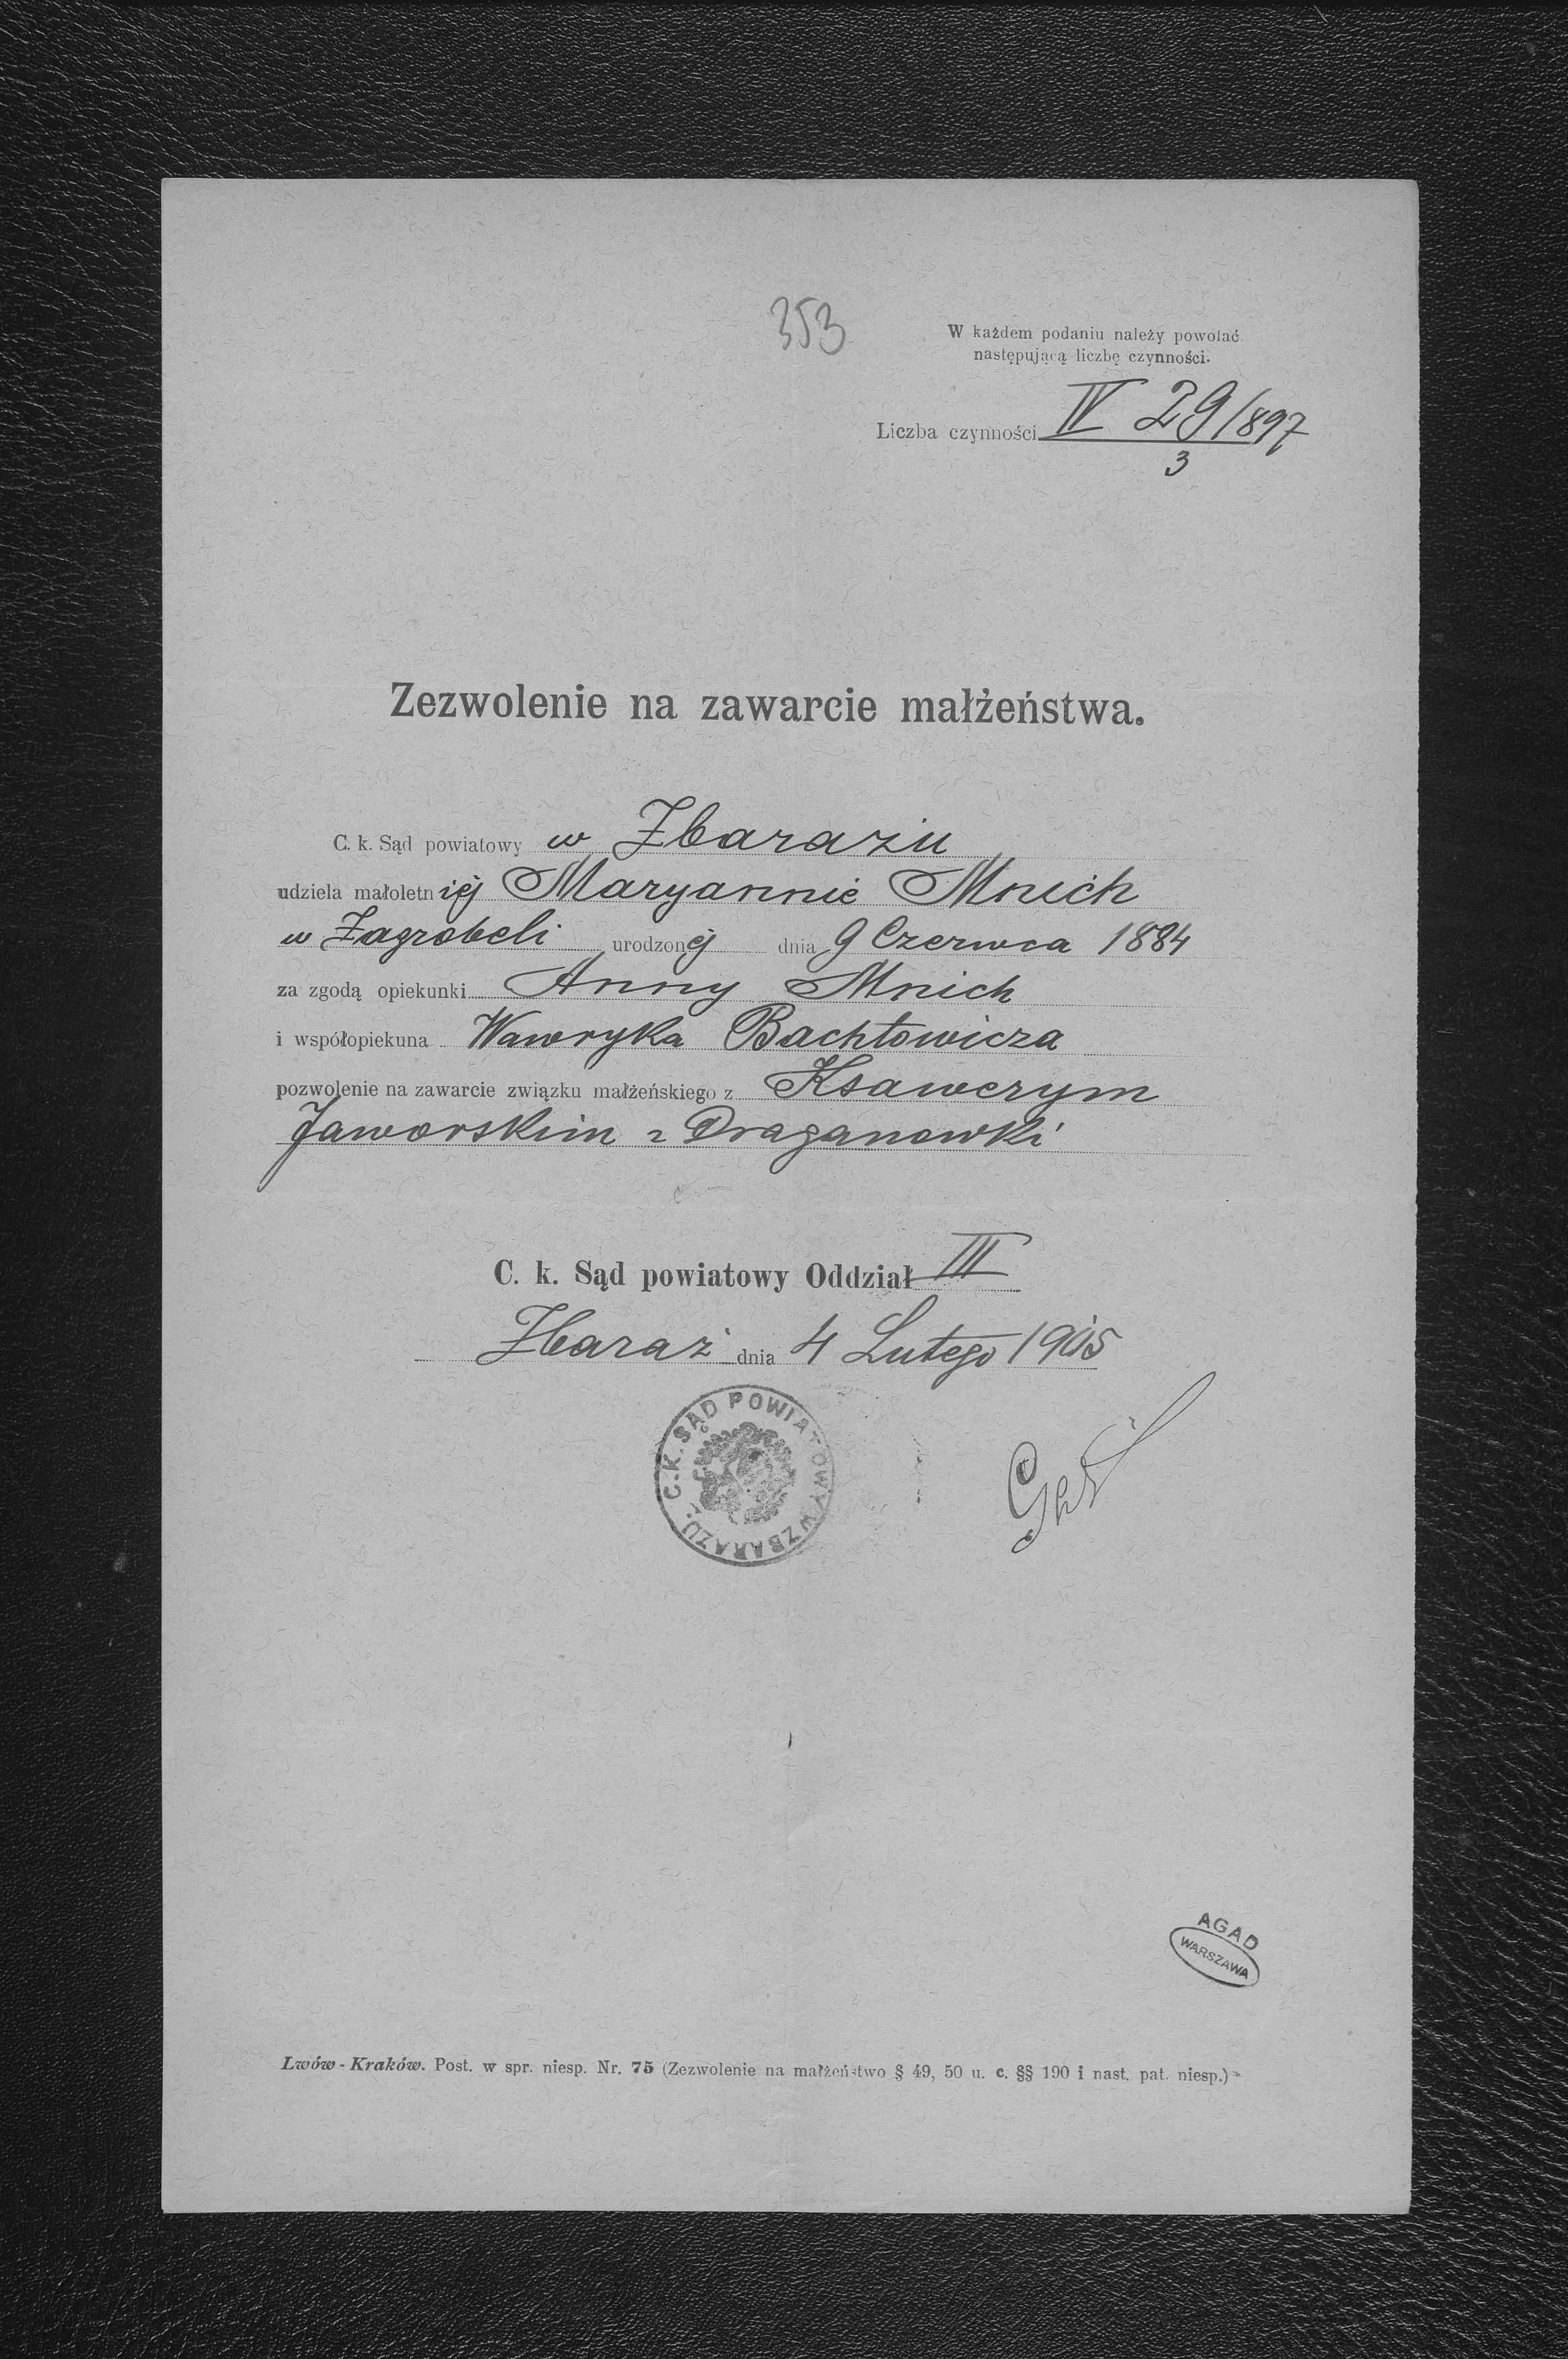 353
W każdem podaniu należy powołać
następującą liczbę czynności.
Liczba czynności IV 29/897
3
Zezwolenie na zawarcie małżeństwa.
C. k. Sąd powiatowy w Zbarażu
udziela małoletniéj Maryannie Mnich
w Zagrobeli urodzonéj dnia 9 Czerwca 1884
za zgodą opiekunki Anny Mnich
i współopiekuna Wawryka Bachtowicza
pozwolenie na zawarcie związku małżeńskiego z Ksawerym
Jaworskim z Draganowki
C. k. Sąd powiatowy Oddział III
Zbaraż dnia 4 Lutego 1905
C. K. SĄD POWIATOWY W ZBARAŻU.
AGAD
WARSZAWA
Lwów - Kraków. Post. w spr. niesp. Nr. 75 (Zezwolenie na małżeństwo § 49, 50 u. c. §§ 190 i nast. pat. niesp.)